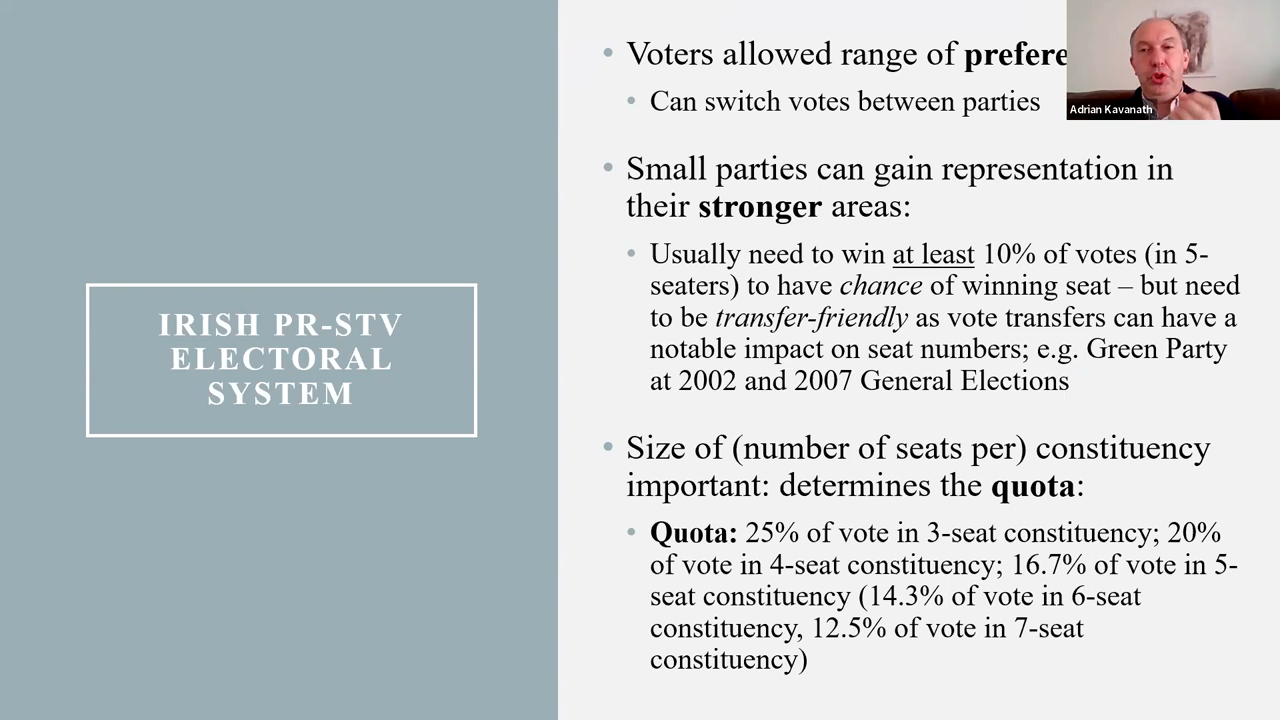 IRISH PR-STV
ELECTORAL
SYSTEM
• Voters allowed range of prefere
• Can switch votes between parties
• Small parties can gain representation in
their stronger areas:
• Usually need to win at least 10% of votes (in 5-
seaters) to have chance of winning seat – but need
to be transfer-friendly as vote transfers can have a
notable impact on seat numbers; e.g. Green Party
at 2002 and 2007 General Elections
• Size of (number of seats per) constituency
important: determines the quota:
• Quota: 25% of vote in 3-seat constituency; 20%
of vote in 4-seat constituency; 16.7% of vote in 5-
seat constituency (14.3% of vote in 6-seat
constituency, 12.5% of vote in 7-seat
constituency)
Adrian Kavanath